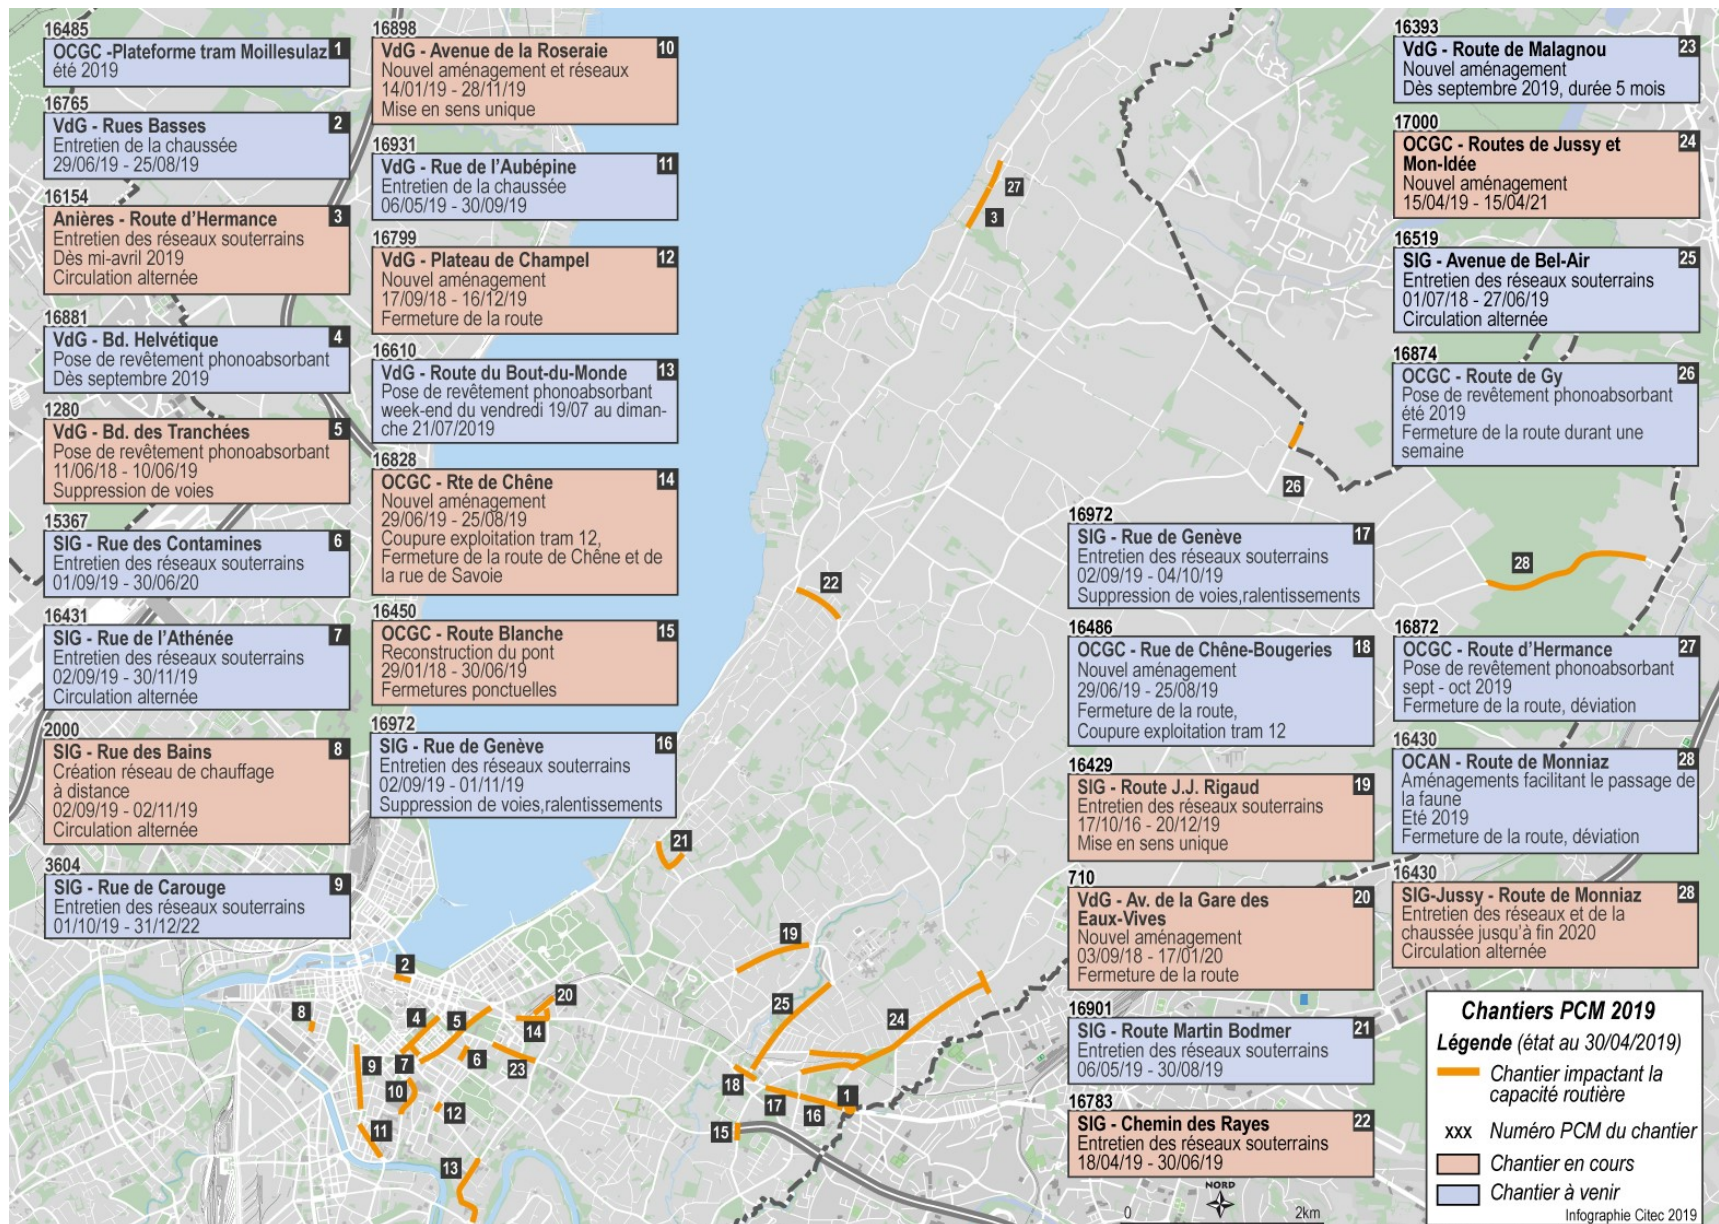 16485
OCGC -Plateforme tram Moillesulaz 1
été 2019
16765
VdG - Rues Basses 2
Entretien de la chaussée
29/06/19 - 25/08/19
16154
Anières - Route d'Hermance 3
Entretien des réseaux souterrains
Dès mi-avril 2019
Circulation alternée
16881
VdG - Bd. Helvétique 4
Pose de revêtement phonoabsorbant
Dès septembre 2019
1280
VdG - Bd. des Tranchées 5
Pose de revêtement phonoabsorbant
11/06/18 - 10/06/19
Suppression de voies
15367
SIG - Rue des Contamines 6
Entretien des réseaux souterrains
01/09/19 - 30/06/20
16431
SIG - Rue de l'Athénée 7
Entretien des réseaux souterrains
02/09/19 - 30/11/19
Circulation alternée
2000
SIG - Rue des Bains 8
Création réseau de chauffage
à distance
02/09/19 - 02/11/19
Circulation alternée
3604
SIG - Rue de Carouge 9
Entretien des réseaux souterrains
01/10/19 - 31/12/22
16898
VdG - Avenue de la Roseraie 10
Nouvel aménagement et réseaux
14/01/19 - 28/11/19
Mise en sens unique
16931
VdG - Rue de l'Aubépine 11
Entretien de la chaussée
06/05/19 - 30/09/19
16799
VdG - Plateau de Champel 12
Nouvel aménagement
17/09/18 - 16/12/19
Fermeture de la route
16610
VdG - Route du Bout-du-Monde 13
Pose de revêtement phonoabsorbant
week-end du vendredi 19/07 au diman-
che 21/07/2019
16828
OCGC - Rte de Chêne 14
Nouvel aménagement
29/06/19 - 25/08/19
Coupure exploitation tram 12,
Fermeture de la route de Chêne et de
la rue de Savoie
16450
OCGC - Route Blanche 15
Reconstruction du pont
29/01/18 - 30/06/19
Fermetures ponctuelles
16972
SIG - Rue de Genève 16
Entretien des réseaux souterrains
02/09/19 - 01/11/19
Suppression de voies,ralentissements
16972
SIG - Rue de Genève 17
Entretien des réseaux souterrains
02/09/19 - 04/10/19
Suppression de voies,ralentissements
16486
OCGC - Rue de Chêne-Bougeries 18
Nouvel aménagement
29/06/19 - 25/08/19
Fermeture de la route,
Coupure exploitation tram 12
16429
SIG - Route J.J. Rigaud 19
Entretien des réseaux souterrains
17/10/16 - 20/12/19
Mise en sens unique
710
VdG - Av. de la Gare des 20
Eaux-Vives
Nouvel aménagement
03/09/18 - 17/01/20
Fermeture de la route
16901
SIG - Route Martin Bodmer 21
Entretien des réseaux souterrains
06/05/19 - 30/08/19
16783
SIG - Chemin des Rayes 22
Entretien des réseaux souterrains
18/04/19 - 30/06/19
16393
VdG - Route de Malagnou 23
Nouvel aménagement
Dès septembre 2019, durée 5 mois
17000
OCGC - Routes de Jussy et 24
Mon-Idée
Nouvel aménagement
15/04/19 - 15/04/21
16519
SIG - Avenue de Bel-Air 25
Entretien des réseaux souterrains
01/07/18 - 27/06/19
Circulation alternée
16874
OCGC - Route de Gy 26
Pose de revêtement phonoabsorbant
été 2019
Fermeture de la route durant une
semaine
16872
OCGC - Route d'Hermance 27
Pose de revêtement phonoabsorbant
sept - oct 2019
Fermeture de la route, déviation
16430
OCAN - Route de Monniaz 28
Aménagements facilitant le passage de
la faune
Eté 2019
Fermeture de la route, déviation
16430
SIG-Jussy - Route de Monniaz 28
Entretien des réseaux et de la
chaussée jusqu'à fin 2020
Circulation alternée
27
3
26
28
22
21
19
2
20
25
8
4
5
14
24
9
7
6
23
18
10
17
1
12
16
11
15
13
NORD
0 2km
Chantiers PCM 2019
Légende (état au 30/04/2019)
Chantier impactant la
capacité routière
xxx Numéro PCM du chantier
Chantier en cours
Chantier à venir
Infographie Citec 2019